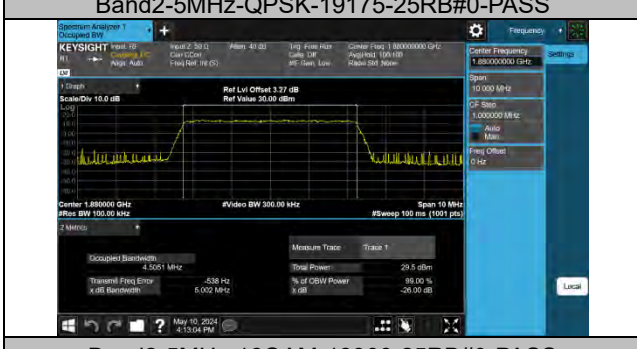 Band2-5MHz-QPSK-19175-25RB#0-PASS
Spectrum Analyzer 1
Occupied BW
Frequency
KEYSIGHT Input: RF
Coupling: DC
Align: Auto
Input Z: 50 Ω
Corr CCorr
Freq Ref: Int (S)
Atten: 40 dB
Trig: Free Run
Gate: Off
#IF Gain: Low
Center Freq: 1.880000000 GHz
Avg|Hold: 100/100
Radio Std: None
Center Frequency
1.880000000 GHz
Settings
Span
10.000 MHz
CF Step
1.000000 MHz
Auto
Man
Freq Offset
0 Hz
1 Graph
Scale/Div 10.0 dB
Ref Lvl Offset 3.27 dB
Ref Value 30.00 dBm
Log
Center 1.880000 GHz
#Res BW 100.00 kHz
#Video BW 300.00 kHz
Span 10 MHz
#Sweep 100 ms (1001 pts)
2 Metrics
Measure Trace
Trace 1
Occupied Bandwidth
4.5051 MHz
Total Power
29.5 dBm
Transmit Freq Error
-538 Hz
% of OBW Power
99.00 %
x dB Bandwidth
5.002 MHz
x dB
-26.00 dB
Local
May 10, 2024
4:13:04 PM